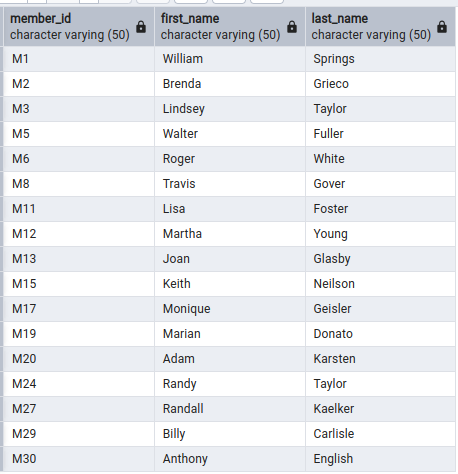 member_id first_name last_name
character varying (50) character varying (50) character varying (50)
M1 William Springs
M2 Brenda Grieco
M3 Lindsey Taylor
M5 Walter Fuller
M6 Roger White
M8 Travis Gover
M11 Lisa Foster
M12 Martha Young
M13 Joan Glasby
M15 Keith Neilson
M17 Monique Geisler
M19 Marian Donato
M20 Adam Karsten
M24 Randy Taylor
M27 Randall Kaelker
M29 Billy Carlisle
M30 Anthony English